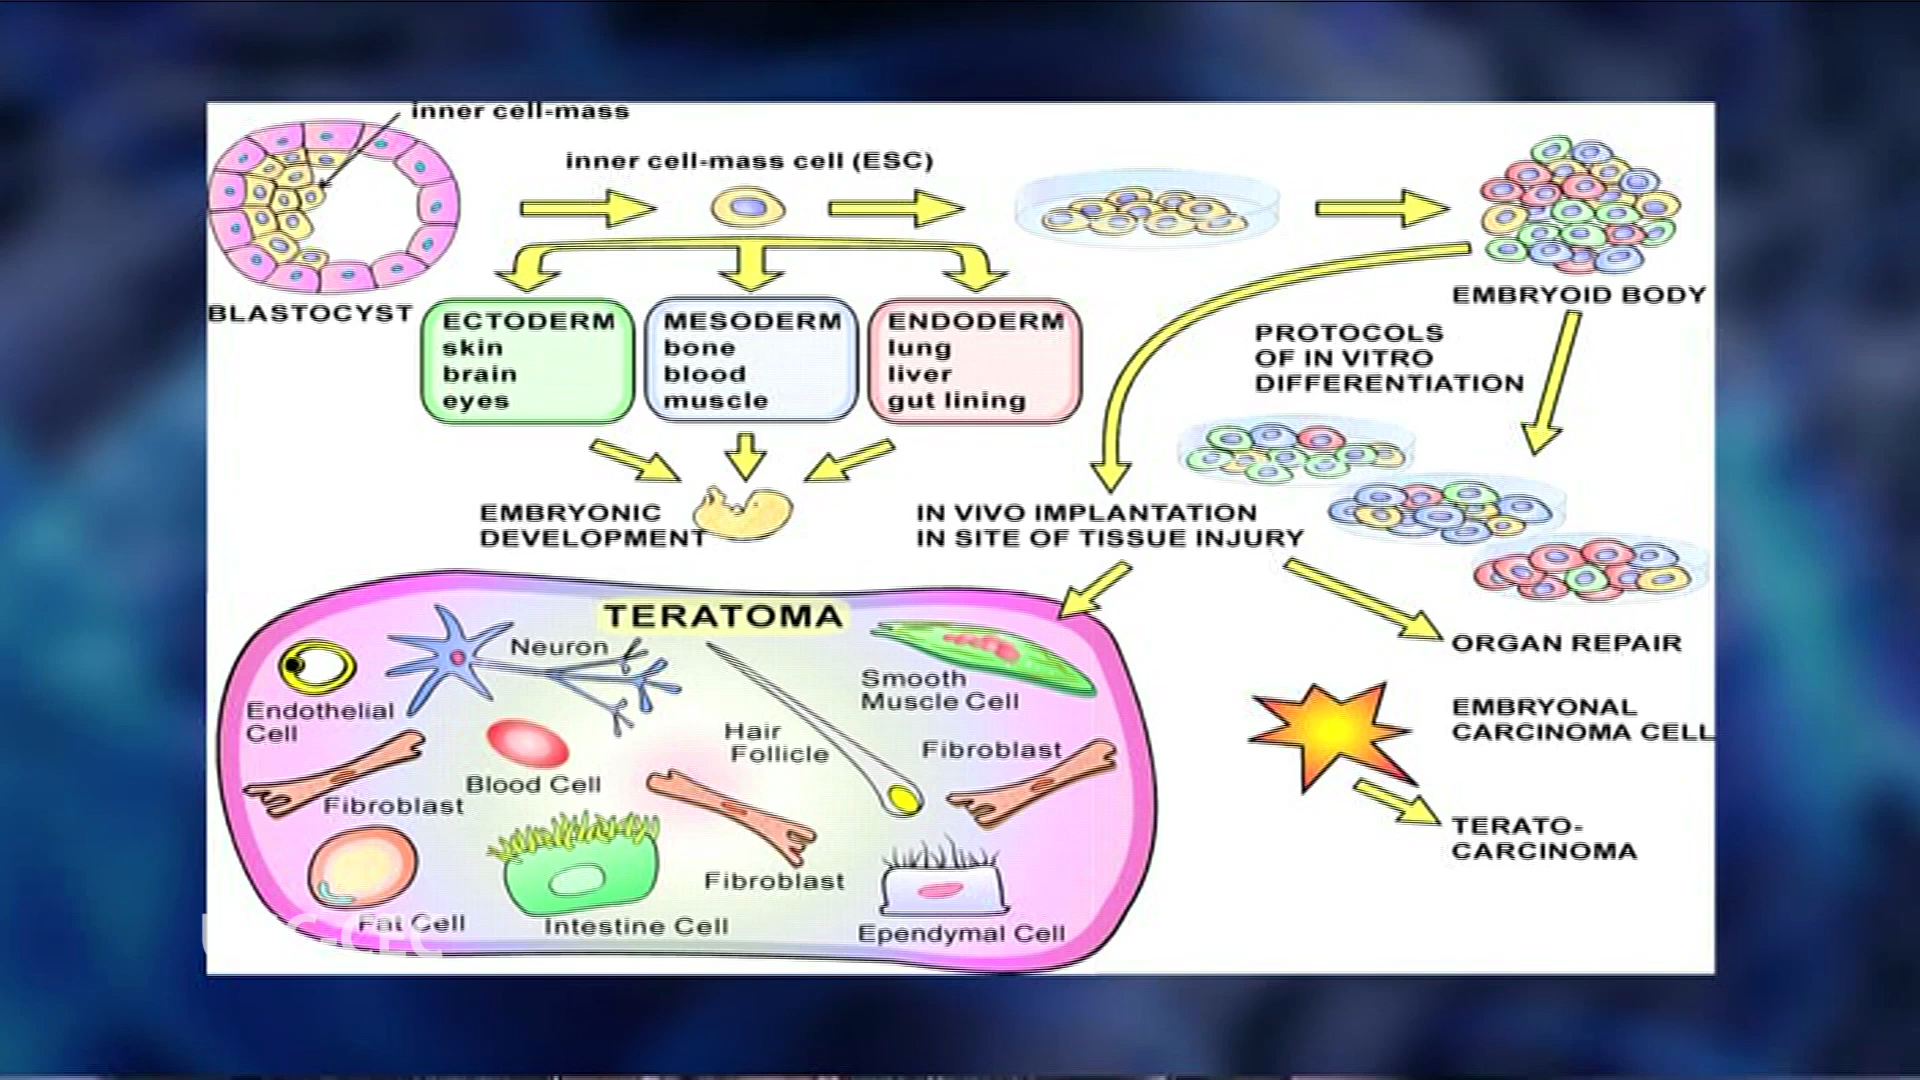 inner cell-mass
inner cell-mass cell (ESC)
BLASTOCYST
ECTODERM
skin
brain
eyes
MESODERM
bone
blood
muscle
ENDODERM
lung
liver
gut lining
EMBRYOID BODY
PROTOCOLS
OF IN VITRO
DIFFERENTIATION
EMBRYONIC
DEVELOPMENT
IN VIVO IMPLANTATION
IN SITE OF TISSUE INJURY
TERATOMA
Neuron
Endothelial
Cell
Smooth
Muscle Cell
Hair
Follicle
Fibroblast
Blood Cell
Fibroblast
Fibroblast
Fat Cell
Intestine Cell
Ependymal Cell
ORGAN REPAIR
EMBRYONAL
CARCINOMA CELL
TERATO-
CARCINOMA